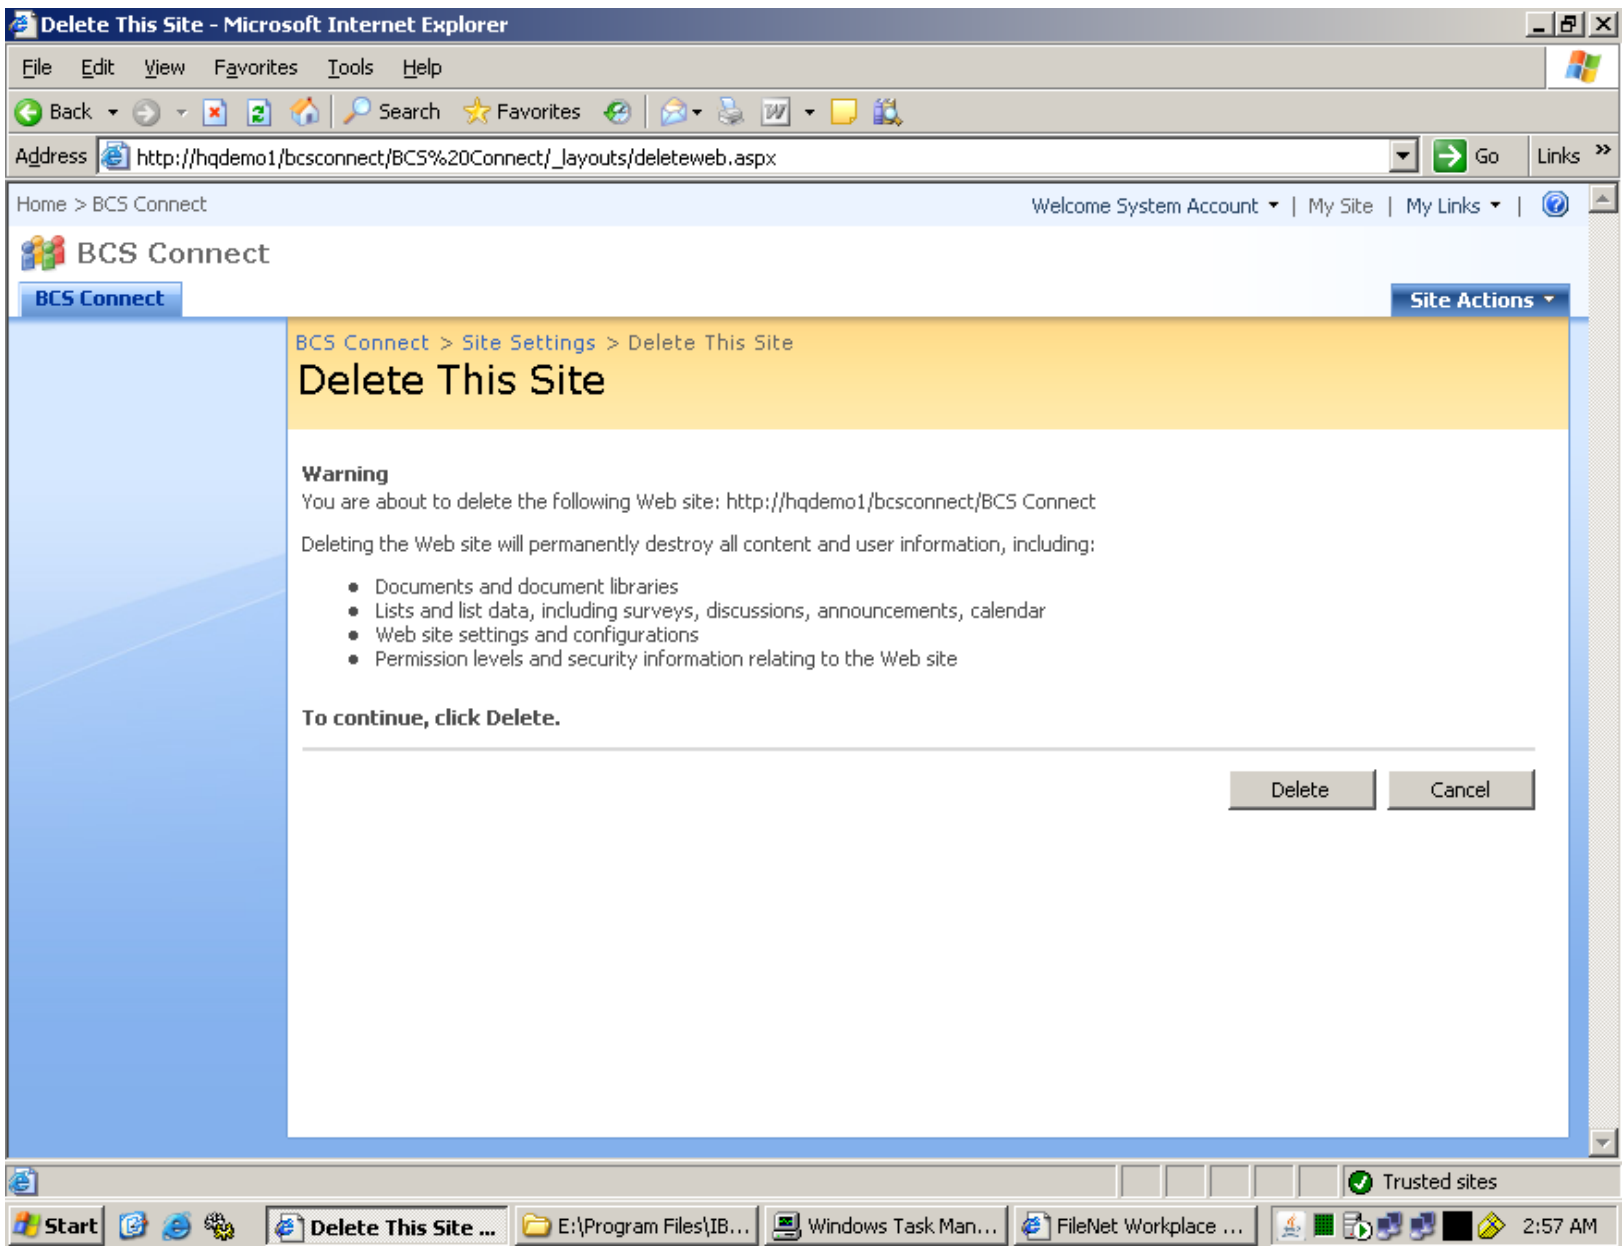 Delete This Site - Microsoft Internet Explorer
File Edit View Favorites Tools Help
Back Search Favorites
Address http://hqdemo1/bcsconnect/BCS%20Connect/_layouts/deleteweb.aspx Go Links »
Home > BCS Connect Welcome System Account | My Site | My Links |
BCS Connect
BCS Connect Site Actions
BCS Connect > Site Settings > Delete This Site
Delete This Site
Warning
You are about to delete the following Web site: http://hqdemo1/bcsconnect/BCS Connect
Deleting the Web site will permanently destroy all content and user information, including:
● Documents and document libraries
● Lists and list data, including surveys, discussions, announcements, calendar
● Web site settings and configurations
● Permission levels and security information relating to the Web site
To continue, click Delete.
Delete Cancel
Trusted sites
Start Delete This Site ... E:\Program Files\IB... Windows Task Man... FileNet Workplace ... 2:57 AM